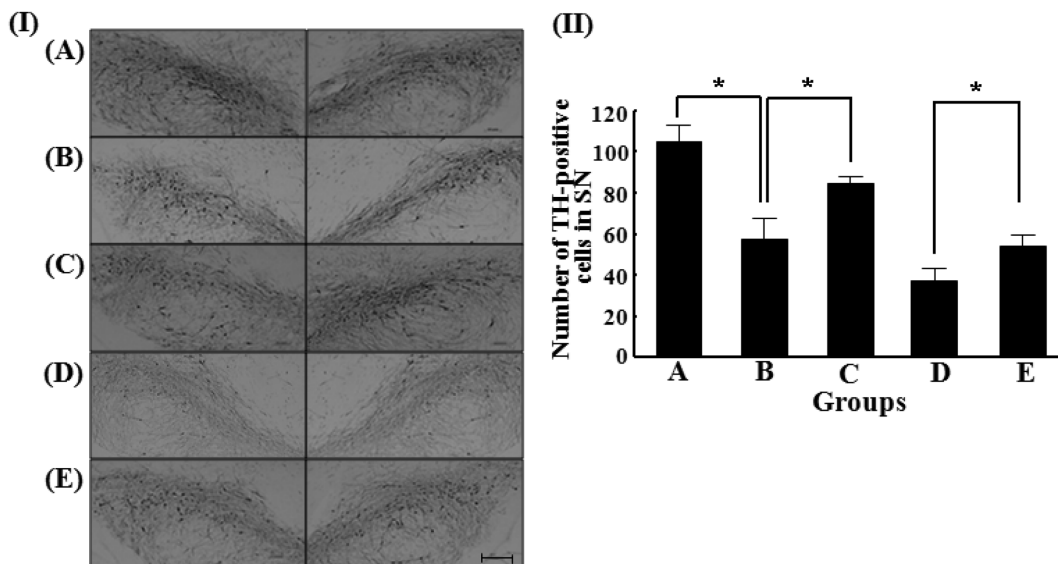 (I)
(A)
(B)
(C)
(D)
(E)
(II)
* * *
Number of TH-positive
cells in SN
120
100
80
60
40
20
0
A B C D E
Groups